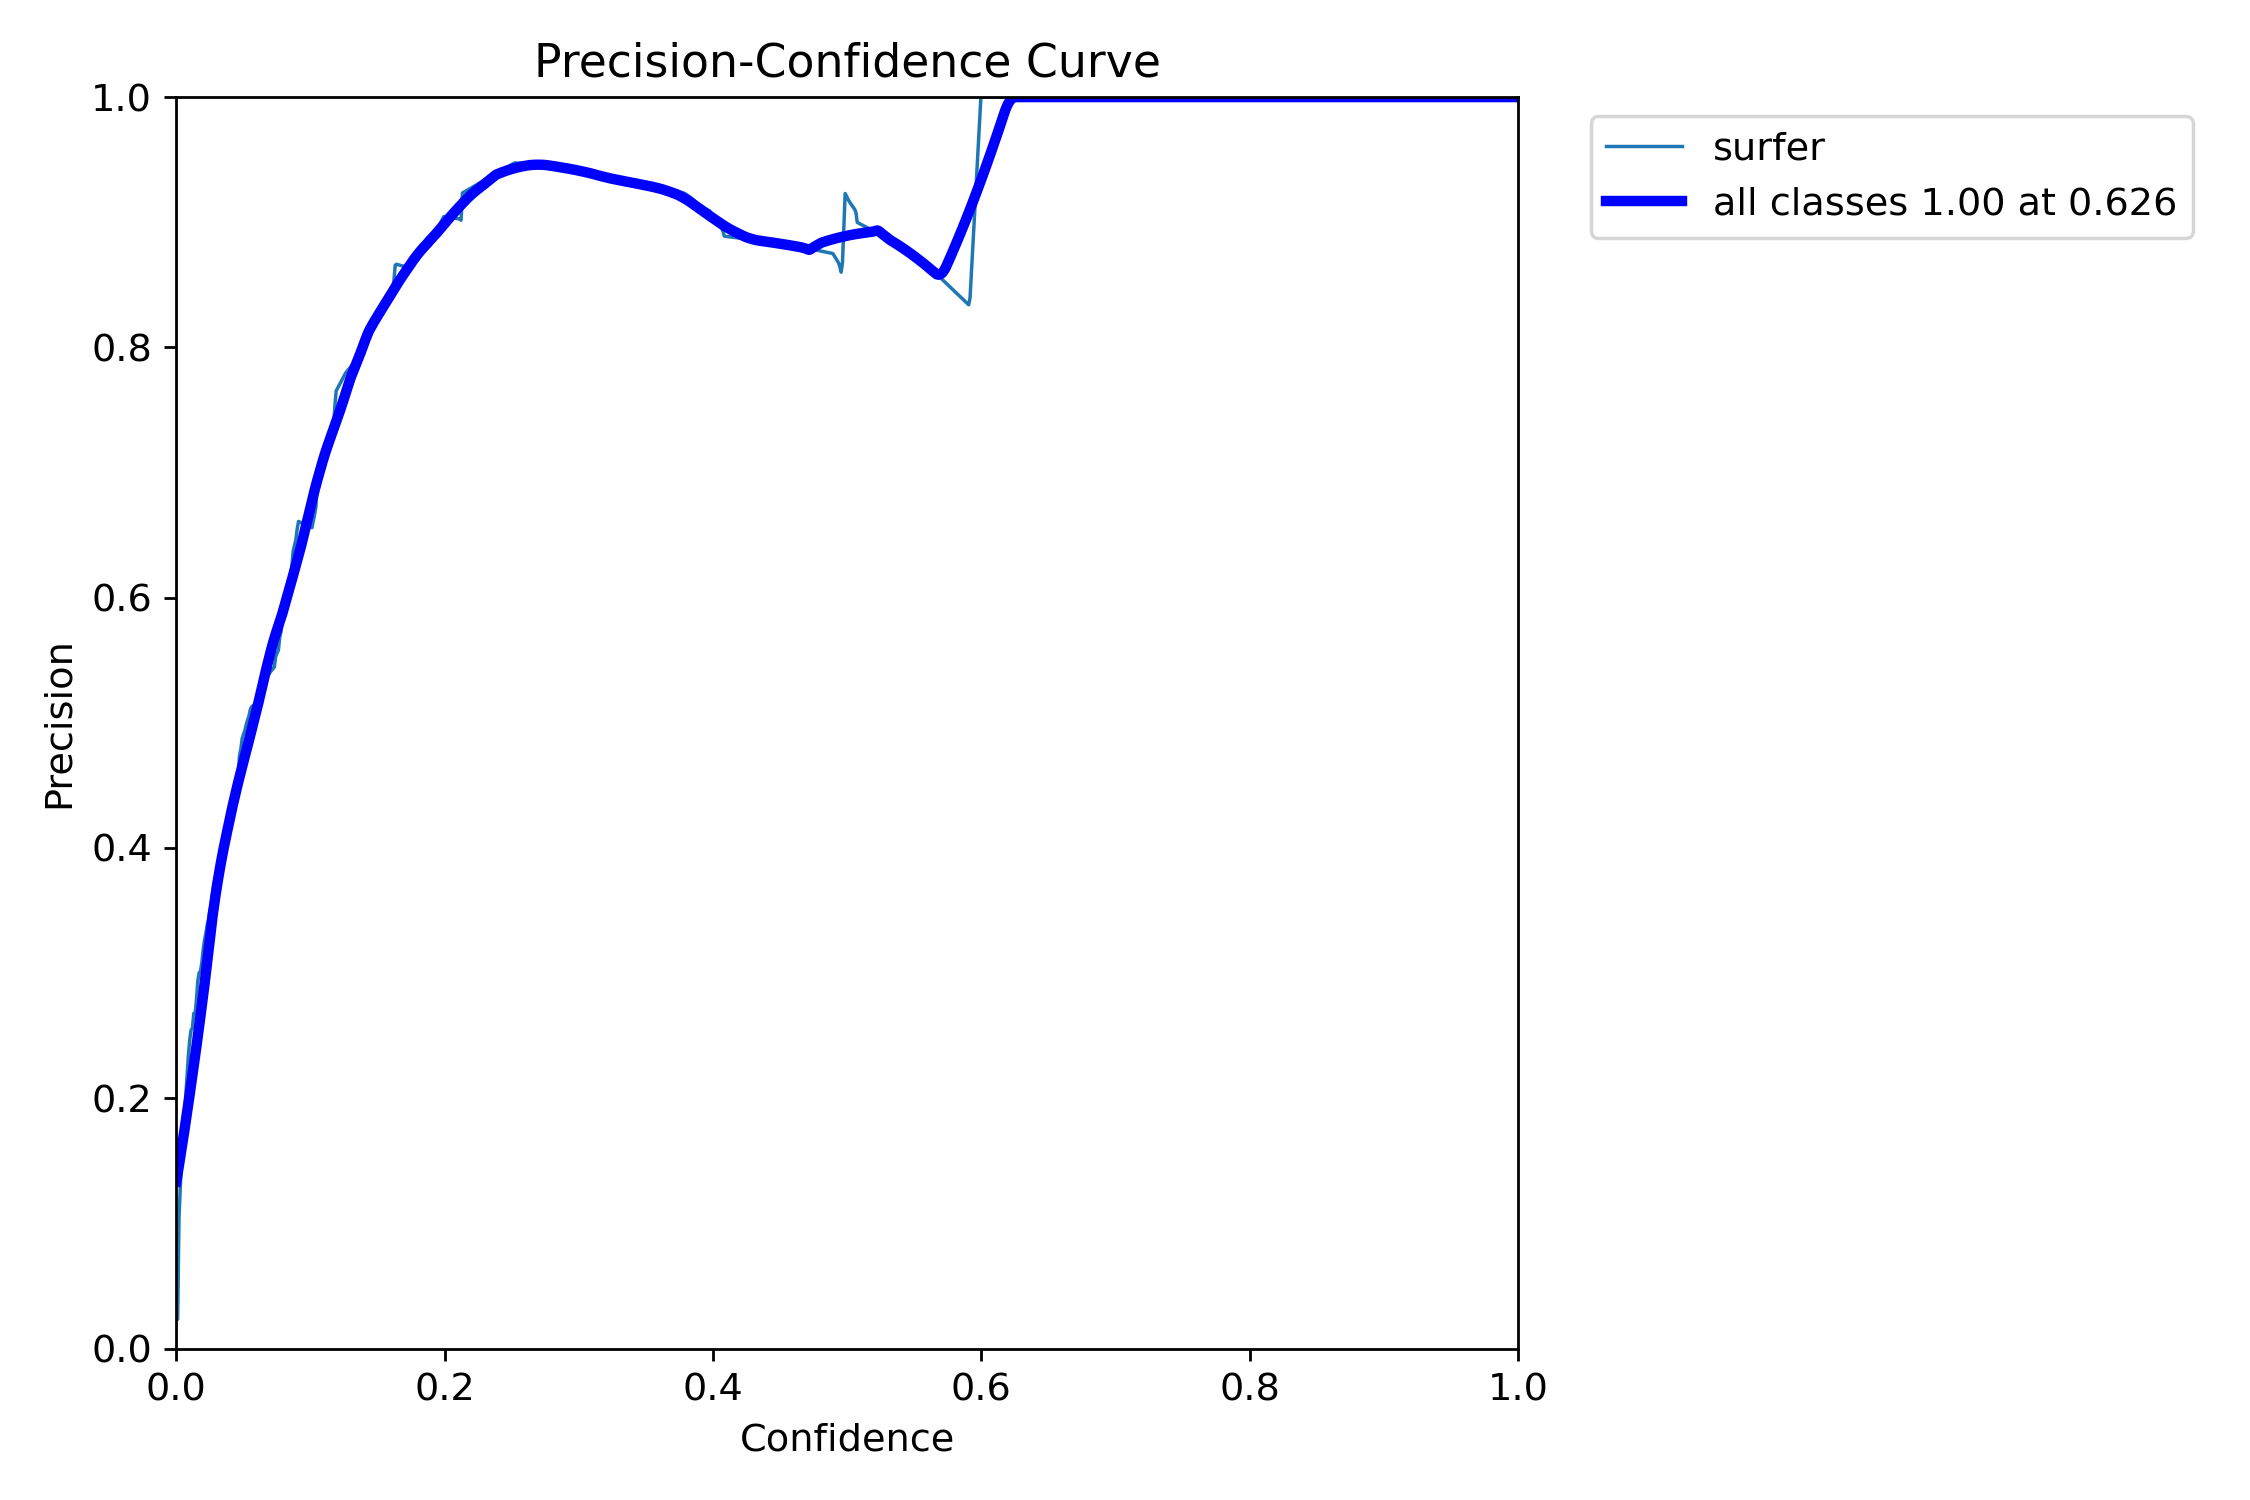 Precision-Confidence Curve
1.0
0.8
0.6
0.4
0.2
0.0
Precision
0.0 0.2 0.4 0.6 0.8 1.0
Confidence
surfer
all classes 1.00 at 0.626